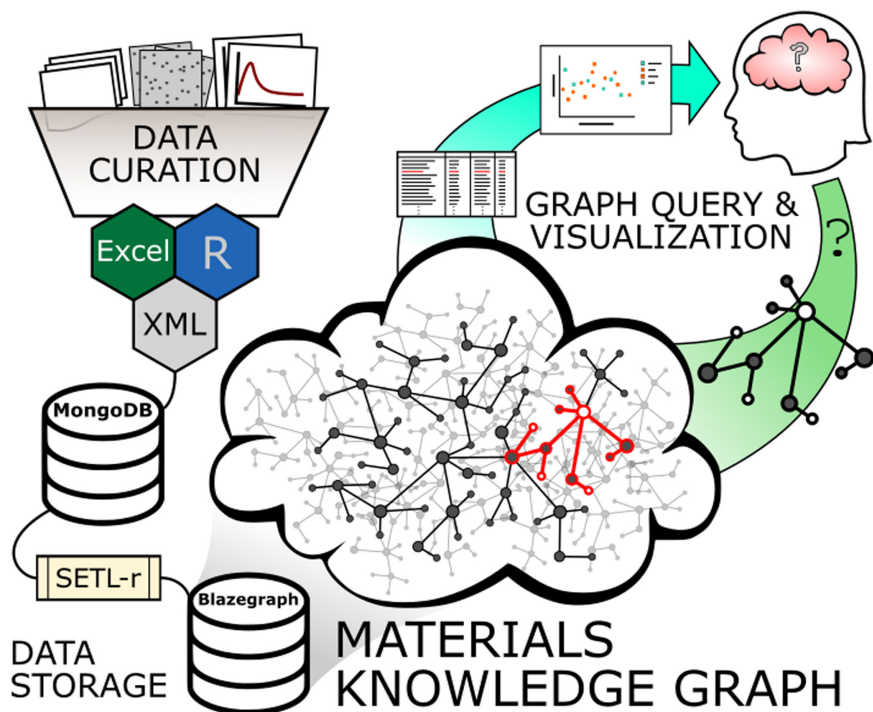 DATA
CURATION
Excel
R
XML
MongoDB
SETL-r
Blazegraph
DATA
STORAGE
?
GRAPH QUERY &
VISUALIZATION
?
MATERIALS
KNOWLEDGE GRAPH